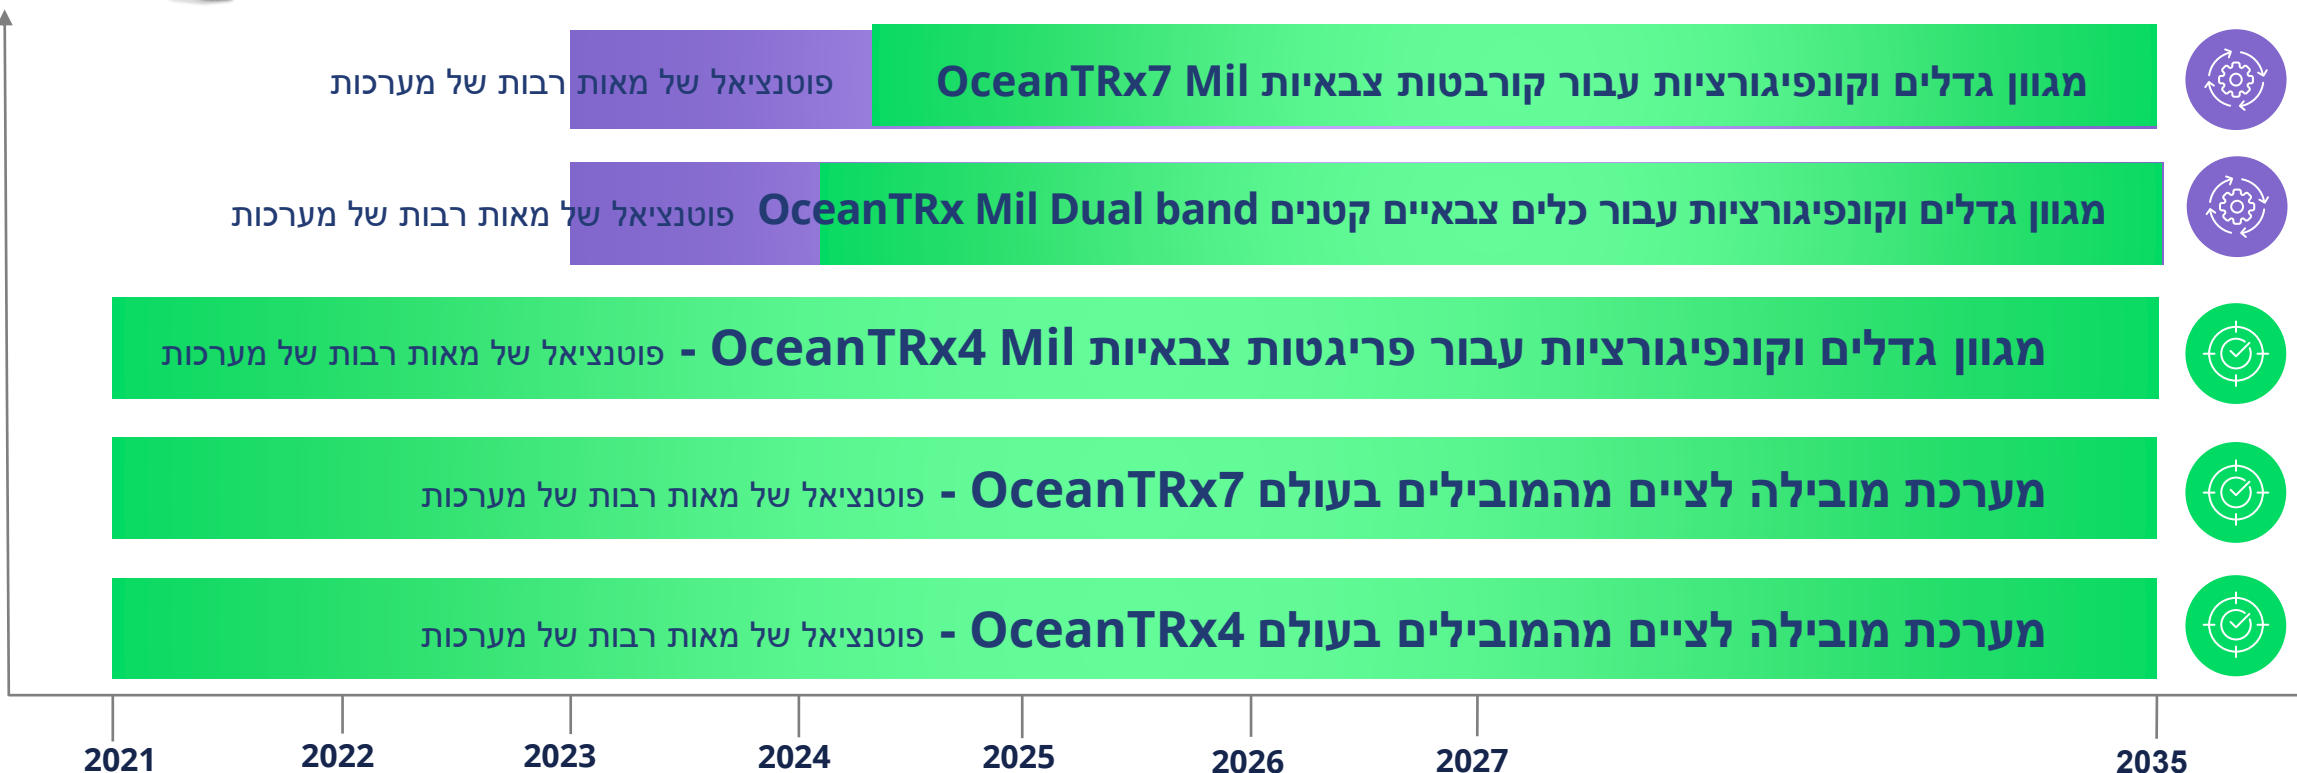 מגוון גדלים וקונפיגורציות עבור קורבטות צבאיות OceanTRx7 Mil פוטנציאל של מאות רבות של מערכות
מגוון גדלים וקונפיגורציות עבור כלים צבאיים קטנים OceanTRx Mil Dual band פוטנציאל של מאות רבות של מערכות
מגוון גדלים וקונפיגורציות עבור פריגטות צבאיות OceanTRx4 Mil - פוטנציאל של מאות רבות של מערכות
מערכת מובילה לציים מהמובילים בעולם OceanTRx7 - פוטנציאל של מאות רבות של מערכות
מערכת מובילה לציים מהמובילים בעולם OceanTRx4 - פוטנציאל של מאות רבות של מערכות
2021 2022 2023 2024 2025 2026 2027 2035